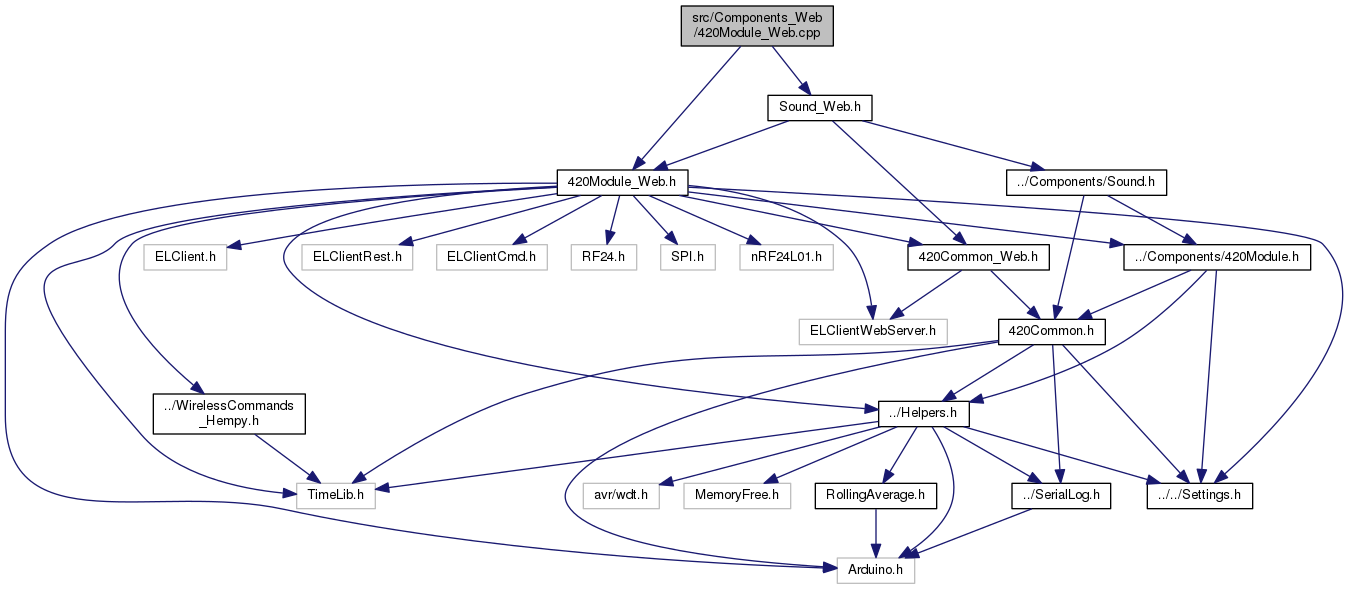 src/Components_Web
/420Module_Web.cpp
Sound_Web.h
420Module_Web.h
../Components/Sound.h
ELClient.h
ELClientRest.h
ELClientCmd.h
RF24.h
SPI.h
nRF24L01.h
420Common_Web.h
../Components/420Module.h
ELClientWebServer.h
420Common.h
../WirelessCommands
_Hempy.h
../Helpers.h
TimeLib.h
avr/wdt.h
MemoryFree.h
RollingAverage.h
../SerialLog.h
../../Settings.h
Arduino.h